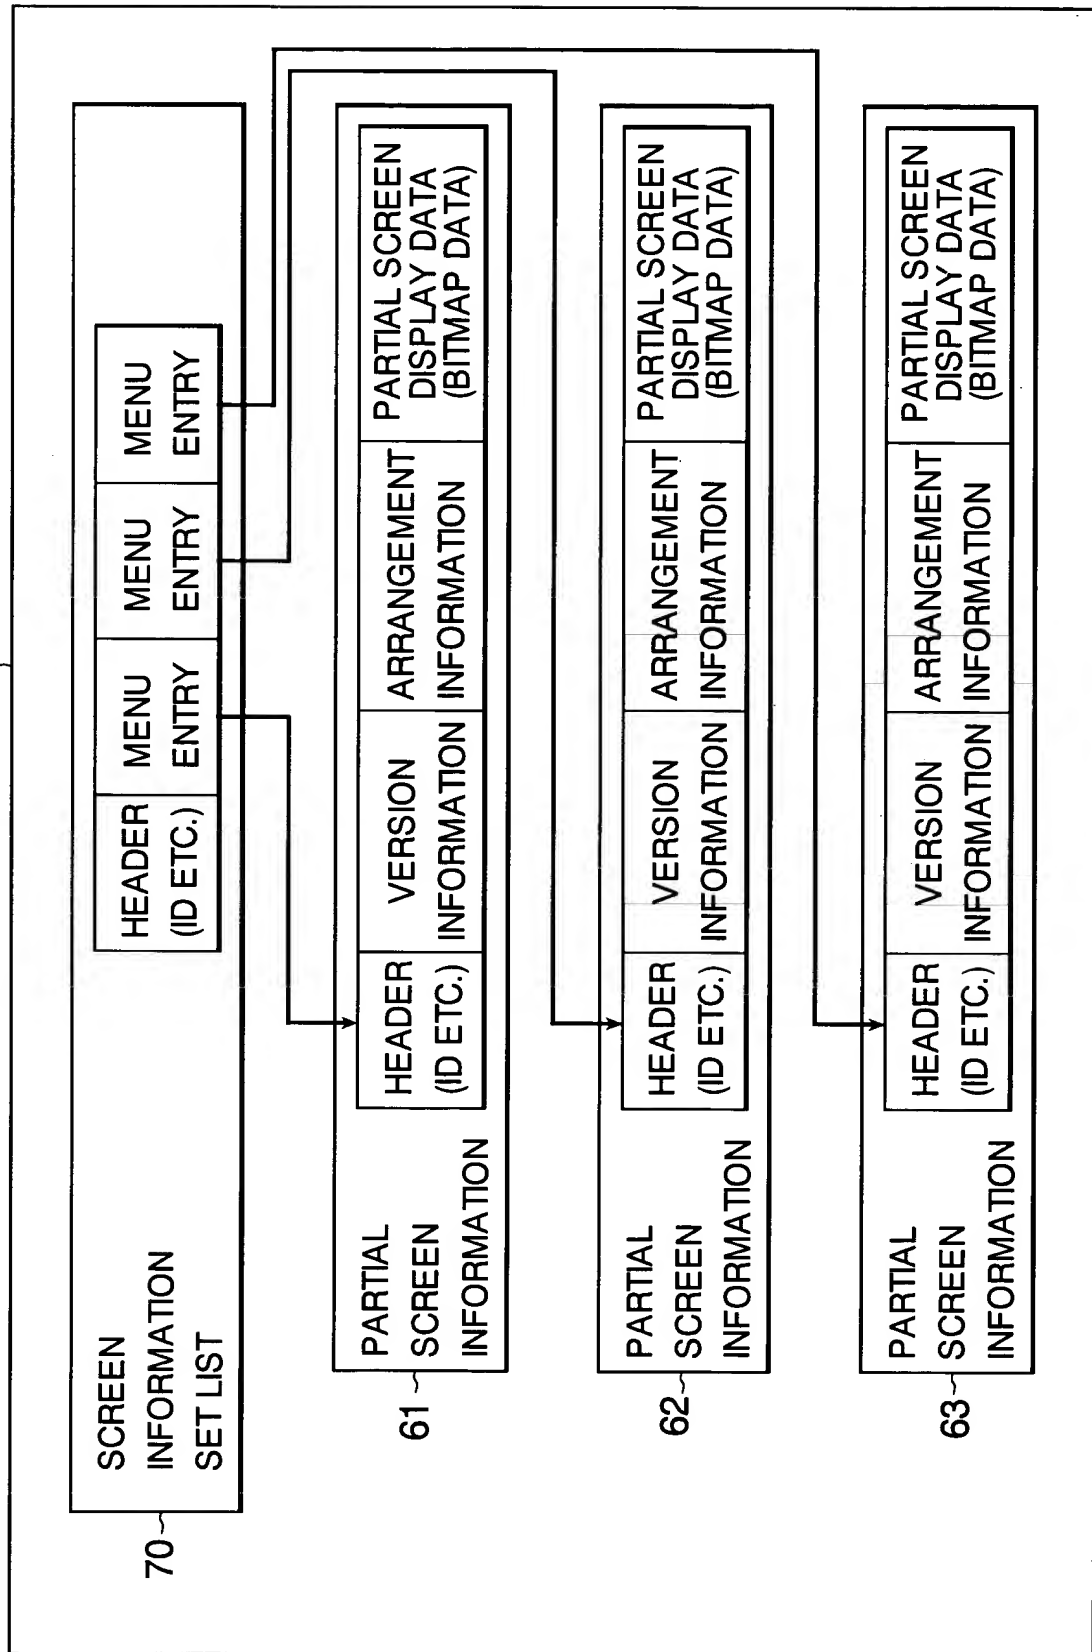 SCREEN
INFORMATION
SET LIST
HEADER
(ID ETC.)
MENU
ENTRY
MENU
ENTRY
MENU
ENTRY
70
PARTIAL
SCREEN
INFORMATION
HEADER
(ID ETC.)
VERSION
INFORMATION
ARRANGEMENT
INFORMATION
PARTIAL SCREEN
DISPLAY DATA
(BITMAP DATA)
61
PARTIAL
SCREEN
INFORMATION
HEADER
(ID ETC.)
VERSION
INFORMATION
ARRANGEMENT
INFORMATION
PARTIAL SCREEN
DISPLAY DATA
(BITMAP DATA)
62
PARTIAL
SCREEN
INFORMATION
HEADER
(ID ETC.)
VERSION
INFORMATION
ARRANGEMENT
INFORMATION
PARTIAL SCREEN
DISPLAY DATA
(BITMAP DATA)
63